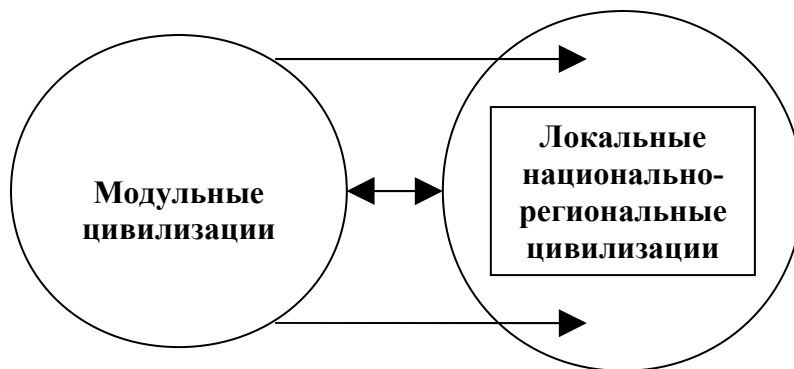 Модульные
цивилизации
Локальные
национально-
региональные
цивилизации